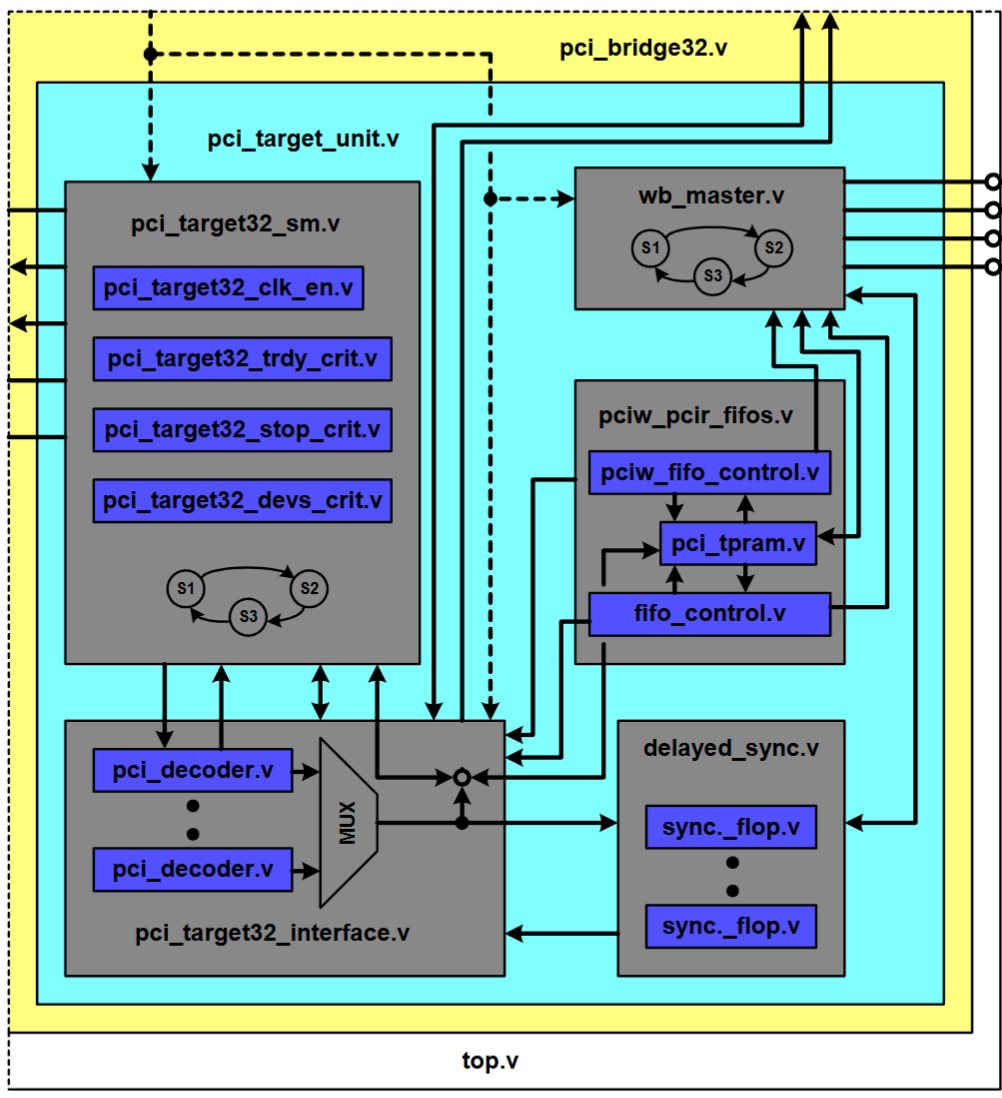 pci_bridge32.v
pci_target_unit.v
pci_target32_sm.v
pci_target32_clk_en.v
pci_target32_trdy_crit.v
pci_target32_stop_crit.v
pci_target32_devs_crit.v
S1
S2
S3
wb_master.v
S1
S2
S3
pciw_pcir_fifos.v
pciw_fifo_control.v
pci_tpram.v
fifo_control.v
pci_decoder.v
pci_decoder.v
MUX
pci_target32_interface.v
delayed_sync.v
sync._flop.v
sync._flop.v
top.v